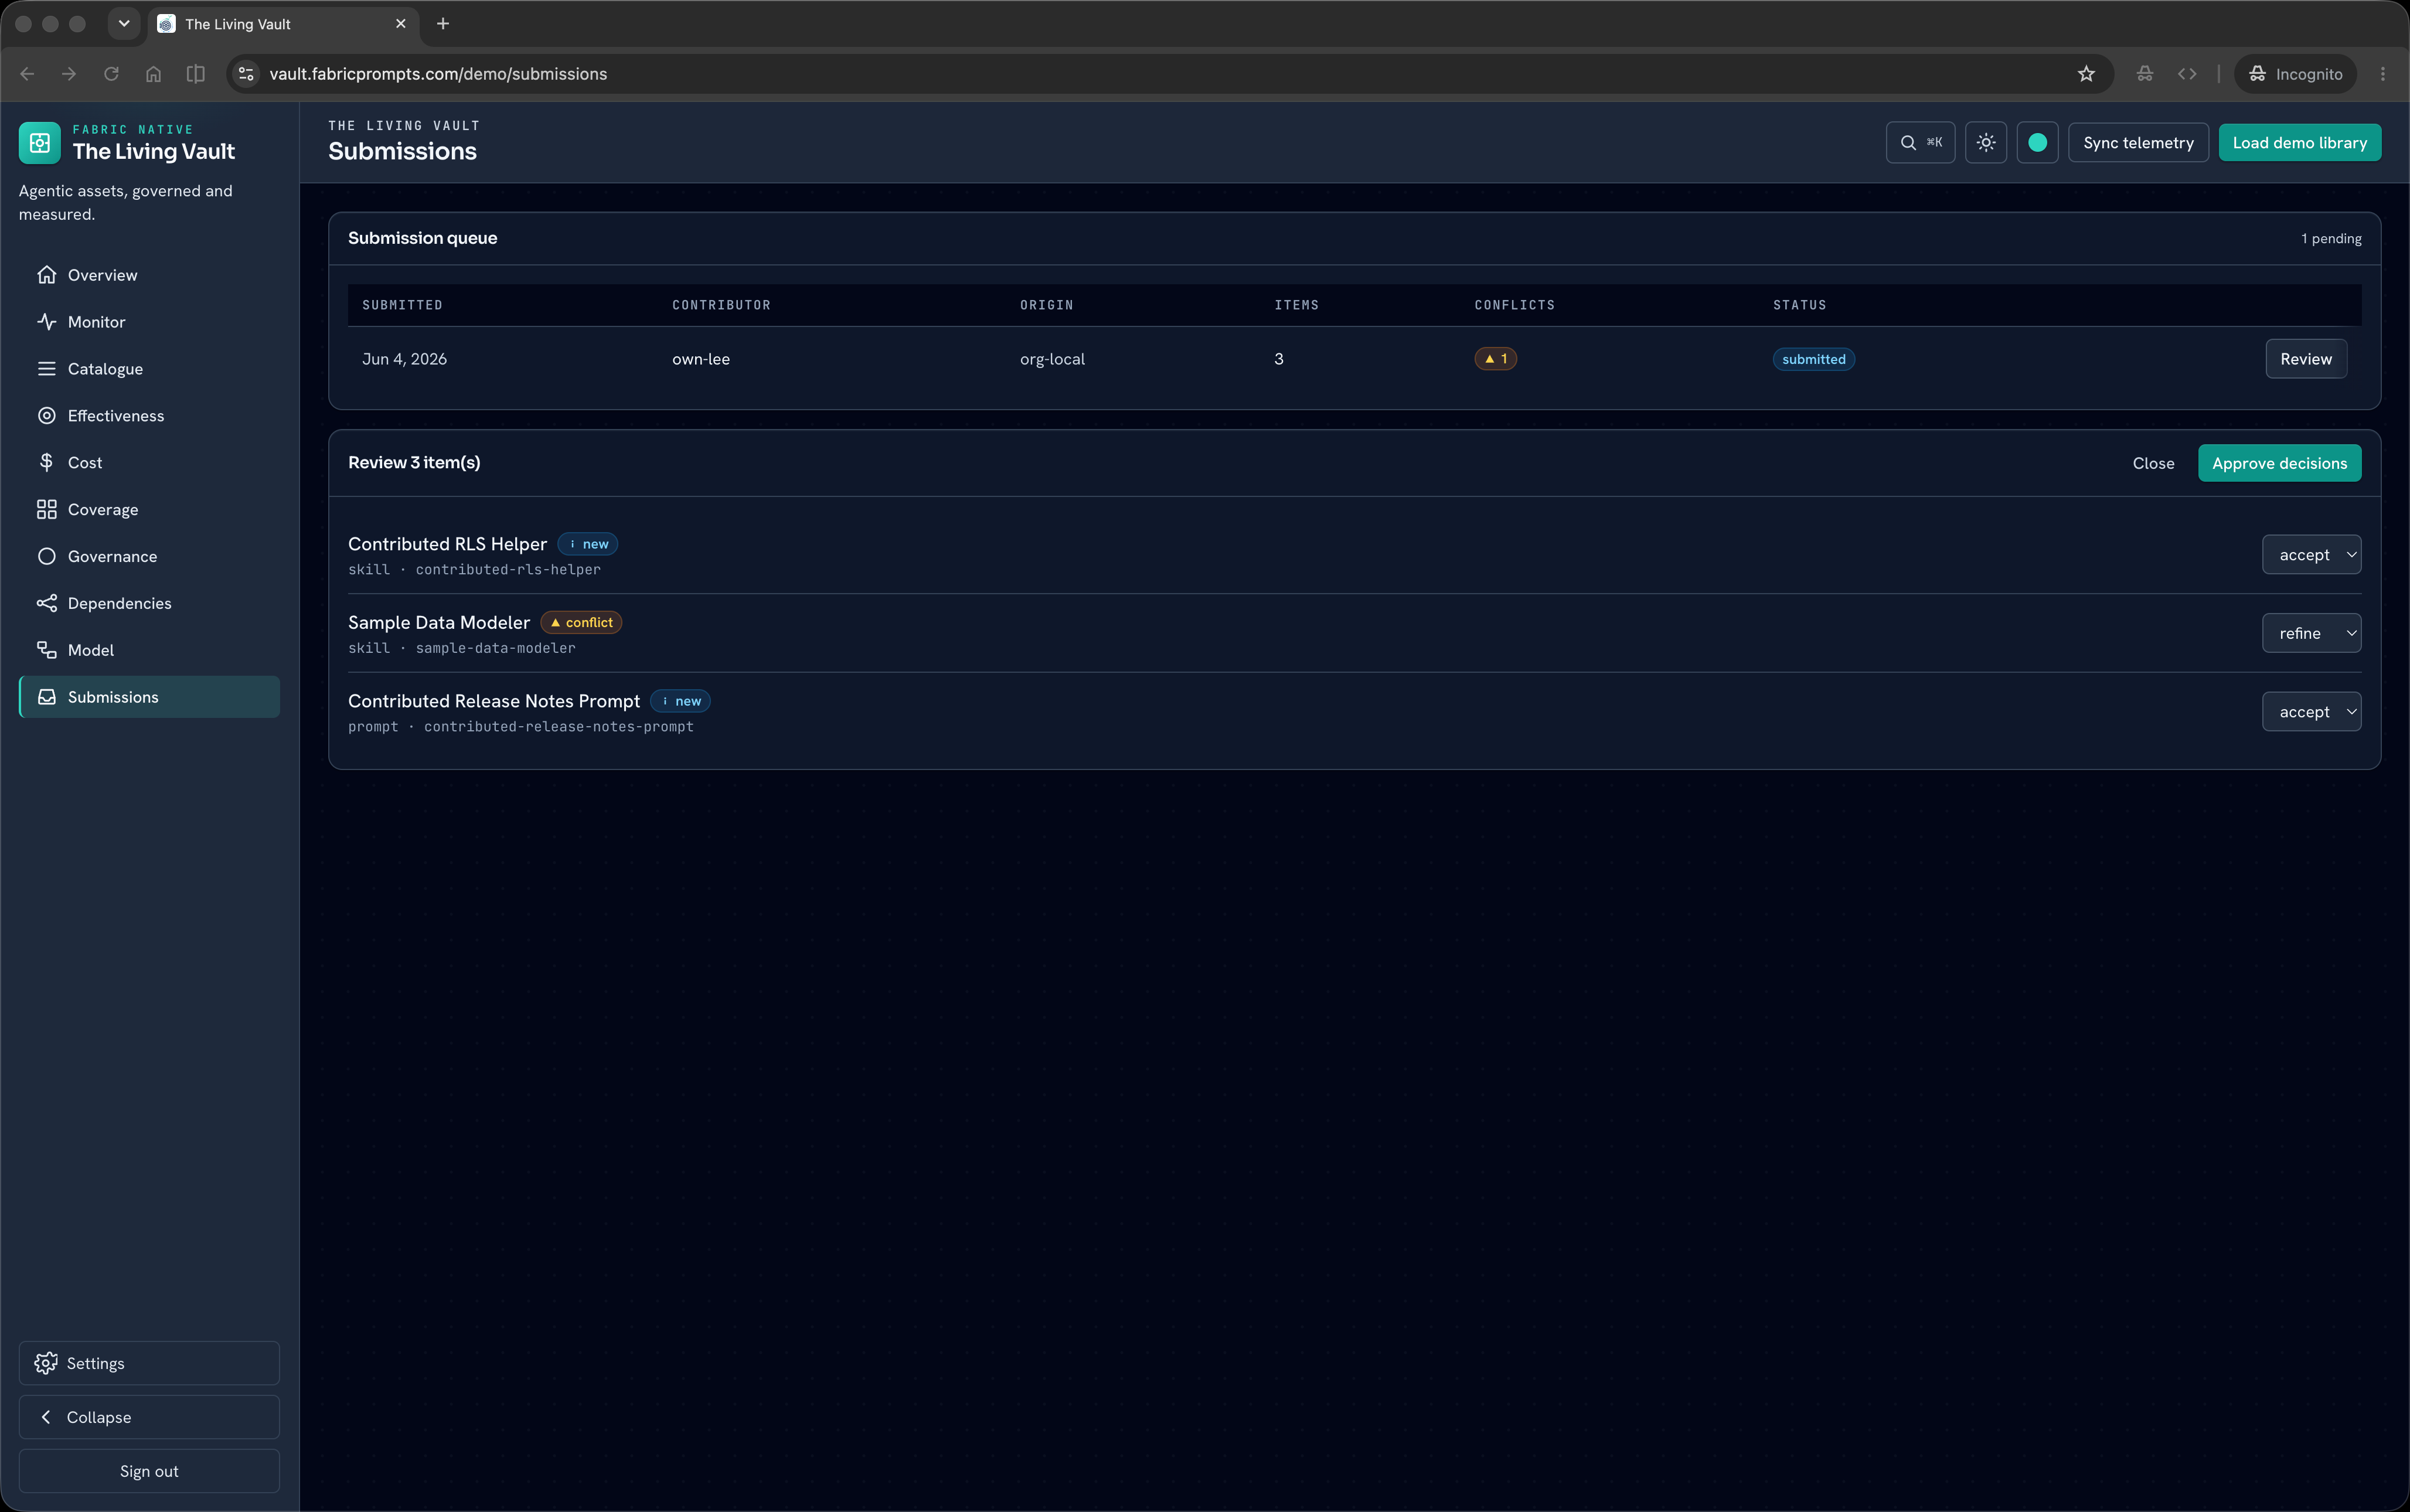 The Living Vault
vault.fabricprompts.com/demo/submissions
Incognito
FABRIC NATIVE
The Living Vault
Agentic assets, governed and
measured.
Overview
Monitor
Catalogue
Effectiveness
Cost
Coverage
Governance
Dependencies
Model
Submissions
Settings
Collapse
Sign out
THE LIVING VAULT
Submissions
⌘K
Sync telemetry
Load demo library
Submission queue
1 pending
SUBMITTED CONTRIBUTOR ORIGIN ITEMS CONFLICTS STATUS
Jun 4, 2026 own-lee org-local 3 ▲ 1 submitted Review
Review 3 item(s)
Close
Approve decisions
Contributed RLS Helper i new
skill · contributed-rls-helper
accept
Sample Data Modeler ▲ conflict
skill · sample-data-modeler
refine
Contributed Release Notes Prompt i new
prompt · contributed-release-notes-prompt
accept